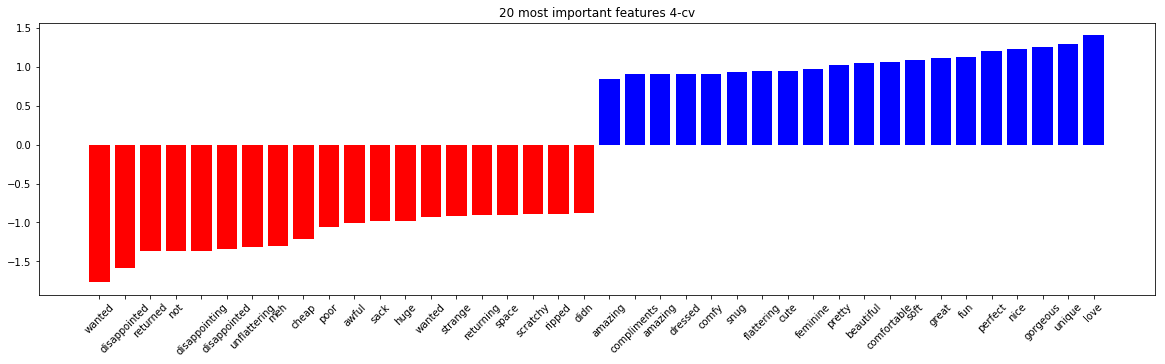 20 most important features 4-cv
1.5
1.0
0.5
0.0
−0.5
−1.0
−1.5
wanted
disappointed
returned
not
disappointing
disappointed
unflattering
meh
cheap
poor
awful
sack
huge
wanted
strange
returning
space
scratchy
ripped
didn
amazing
compliments
amazing
dressed
comfy
snug
flattering
cute
feminine
pretty
beautiful
comfortable
soft
great
fun
perfect
nice
gorgeous
unique
love